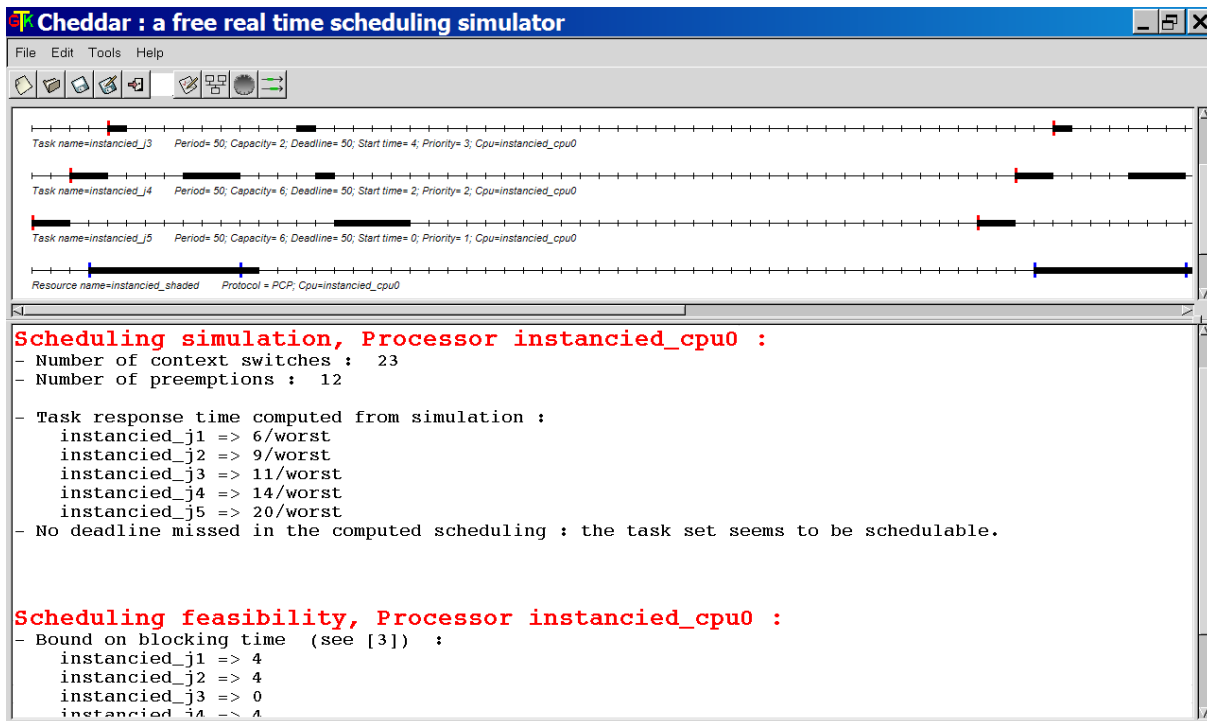 GTK Cheddar : a free real time scheduling simulator
File Edit Tools Help
Task name=instancied_j3 Period= 50; Capacity= 2; Deadline= 50; Start time= 4; Priority= 3; Cpu=instancied_cpu0
Task name=instancied_j4 Period= 50; Capacity= 6; Deadline= 50; Start time= 2; Priority= 2; Cpu=instancied_cpu0
Task name=instancied_j5 Period= 50; Capacity= 6; Deadline= 50; Start time= 0; Priority= 1; Cpu=instancied_cpu0
Resource name=instancied_shaded Protocol = PCP; Cpu=instancied_cpu0
Scheduling simulation, Processor instancied_cpu0 :
- Number of context switches : 23
- Number of preemptions : 12
- Task response time computed from simulation :
instancied_j1 => 6/worst
instancied_j2 => 9/worst
instancied_j3 => 11/worst
instancied_j4 => 14/worst
instancied_j5 => 20/worst
- No deadline missed in the computed scheduling : the task set seems to be schedulable.
Scheduling feasibility, Processor instancied_cpu0 :
- Bound on blocking time (see [3]) :
instancied_j1 => 4
instancied_j2 => 4
instancied_j3 => 0
instancied_j4 => 4